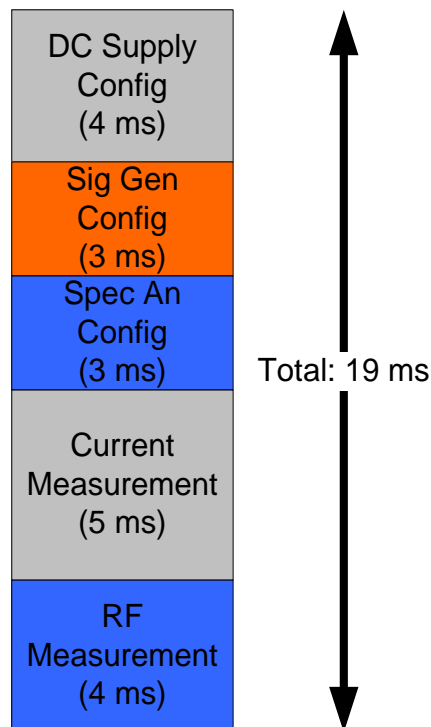 DC Supply
Config
(4 ms)
Sig Gen
Config
(3 ms)
Spec An
Config
(3 ms)
Total: 19 ms
Current
Measurement
(5 ms)
RF
Measurement
(4 ms)